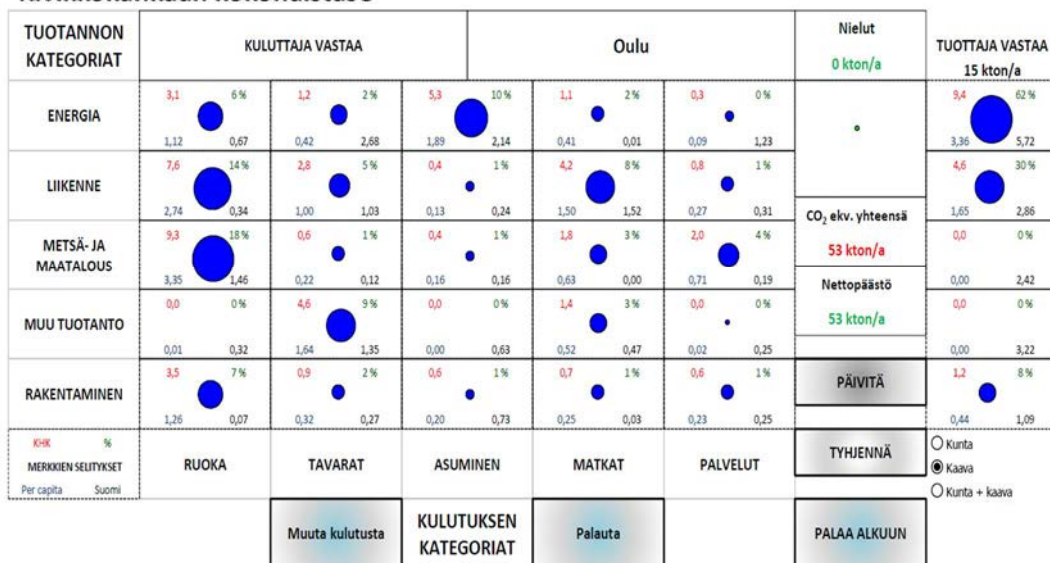 TUOTANNON KATEGORIAT
KULUTTAJA VASTAA
Oulu
Nielut
0 kton/a
TUOTTAJA VASTAA
15 kton/a
ENERGIA
3,1 6 %
1,12 0,67
1,2 2 %
0,42 2,68
5,3 10 %
1,89 2,14
1,1 2 %
0,41 0,01
0,3 0 %
0,09 1,23
9,4 62 %
3,36 5,72
LIIKENNE
7,6 14 %
2,74 0,34
2,8 5 %
1,00 1,03
0,4 1 %
0,13 0,24
4,2 8 %
1,50 1,52
0,8 1 %
0,27 0,31
4,6 30 %
1,65 2,86
CO₂ ekv. yhteensä
53 kton/a
METSÄ- JA MAATALOUS
9,3 18 %
3,35 1,46
0,6 1 %
0,22 0,12
0,4 1 %
0,16 0,16
1,8 3 %
0,63 0,00
2,0 4 %
0,71 0,19
0,0 0 %
0,00 2,42
Nettopäästö
53 kton/a
MUU TUOTANTO
0,0 0 %
0,01 0,32
4,6 9 %
1,64 1,35
0,0 0 %
0,00 0,63
1,4 3 %
0,52 0,47
0,0 0 %
0,02 0,25
0,0 0 %
0,00 3,22
RAKENTAMINEN
3,5 7 %
1,26 0,07
0,9 2 %
0,32 0,27
0,6 1 %
0,20 0,73
0,7 1 %
0,25 0,03
0,6 1 %
0,23 0,25
PÄIVITÄ
1,2 8 %
0,44 1,09
KHK %
MERKKIEN SELITYKSET
Per capita Suomi
RUOKA
TAVARAT
ASUMINEN
MATKAT
PALVELUT
TYHJENNÄ
Kunta
Kaava
Kunta + kaava
Muuta kulutusta
KULUTUKSEN KATEGORIAT
Palauta
PALAA ALKUUN